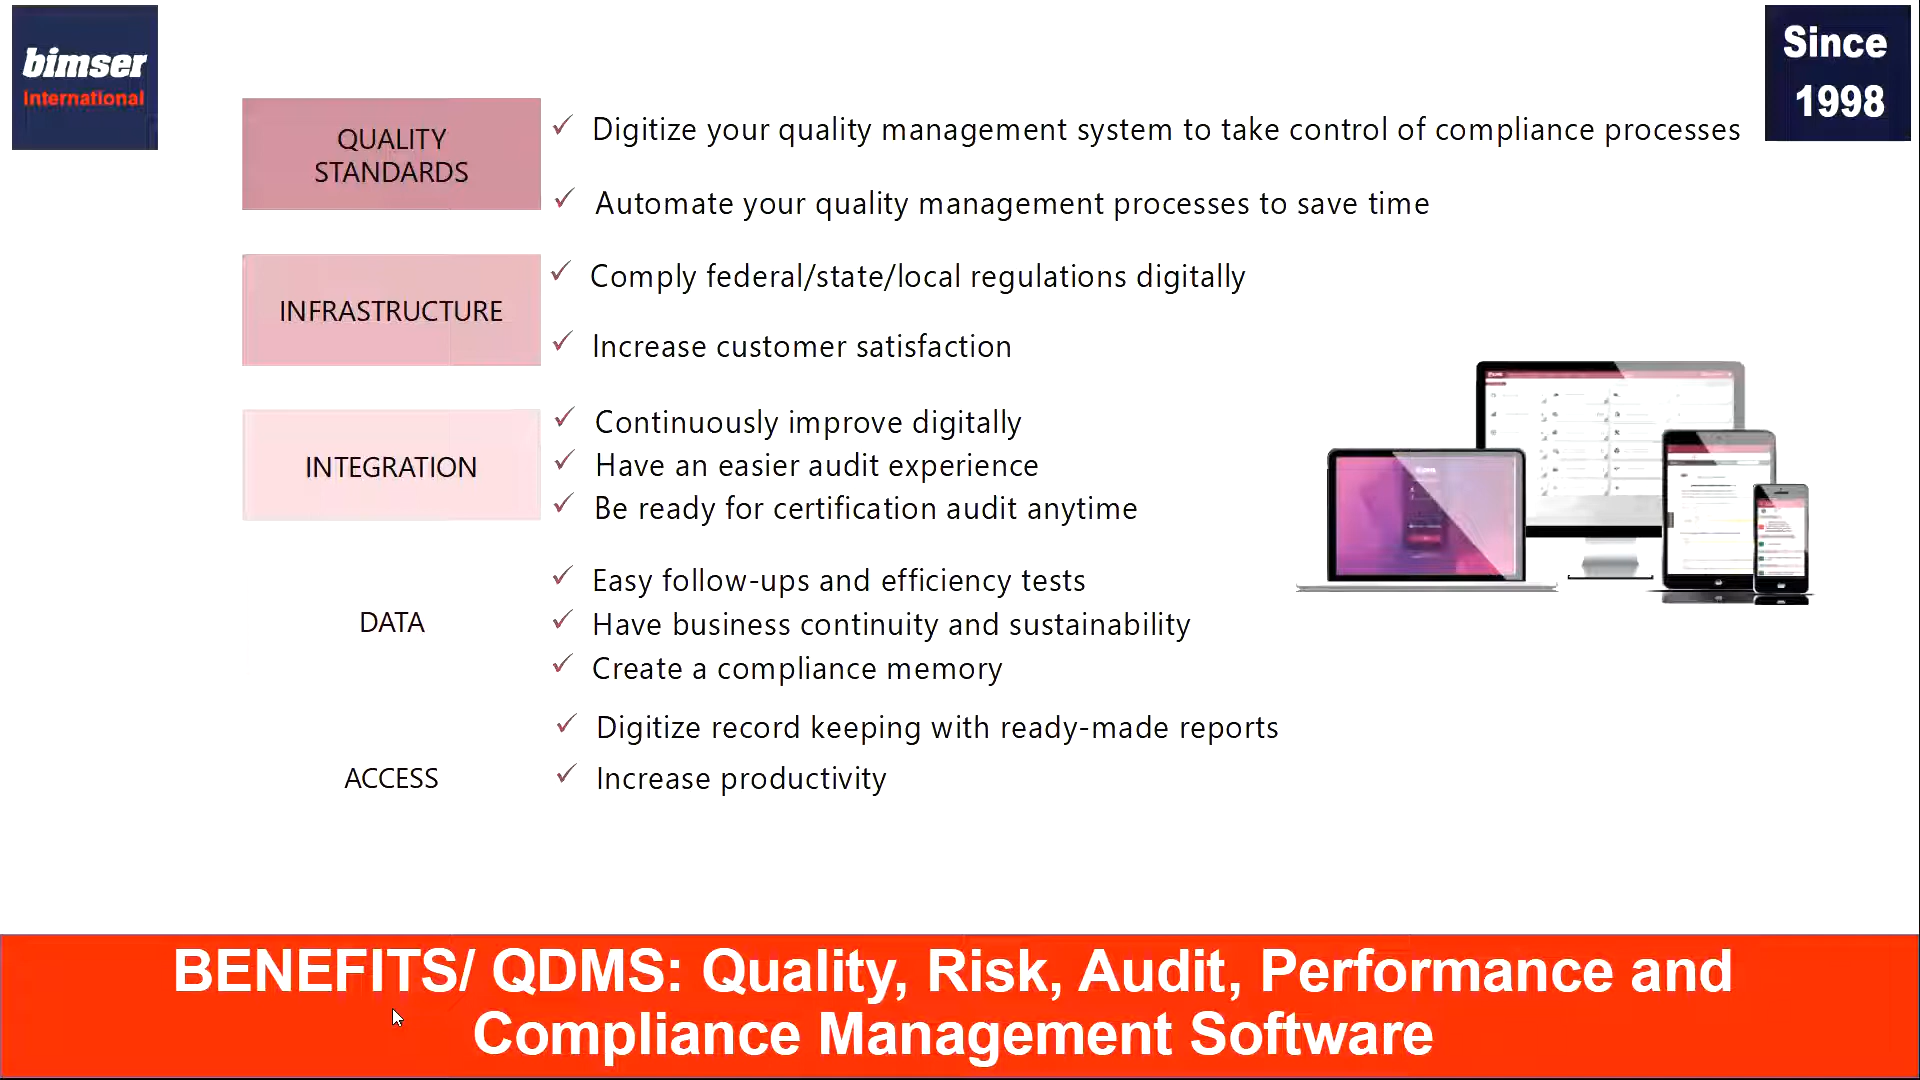 bimser
International
Since
1998
QUALITY
STANDARDS
✓ Digitize your quality management system to take control of compliance processes
✓ Automate your quality management processes to save time
INFRASTRUCTURE
✓ Comply federal/state/local regulations digitally
✓ Increase customer satisfaction
INTEGRATION
✓ Continuously improve digitally
✓ Have an easier audit experience
✓ Be ready for certification audit anytime
DATA
✓ Easy follow-ups and efficiency tests
✓ Have business continuity and sustainability
✓ Create a compliance memory
ACCESS
✓ Digitize record keeping with ready-made reports
✓ Increase productivity
BENEFITS/ QDMS: Quality, Risk, Audit, Performance and
Compliance Management Software